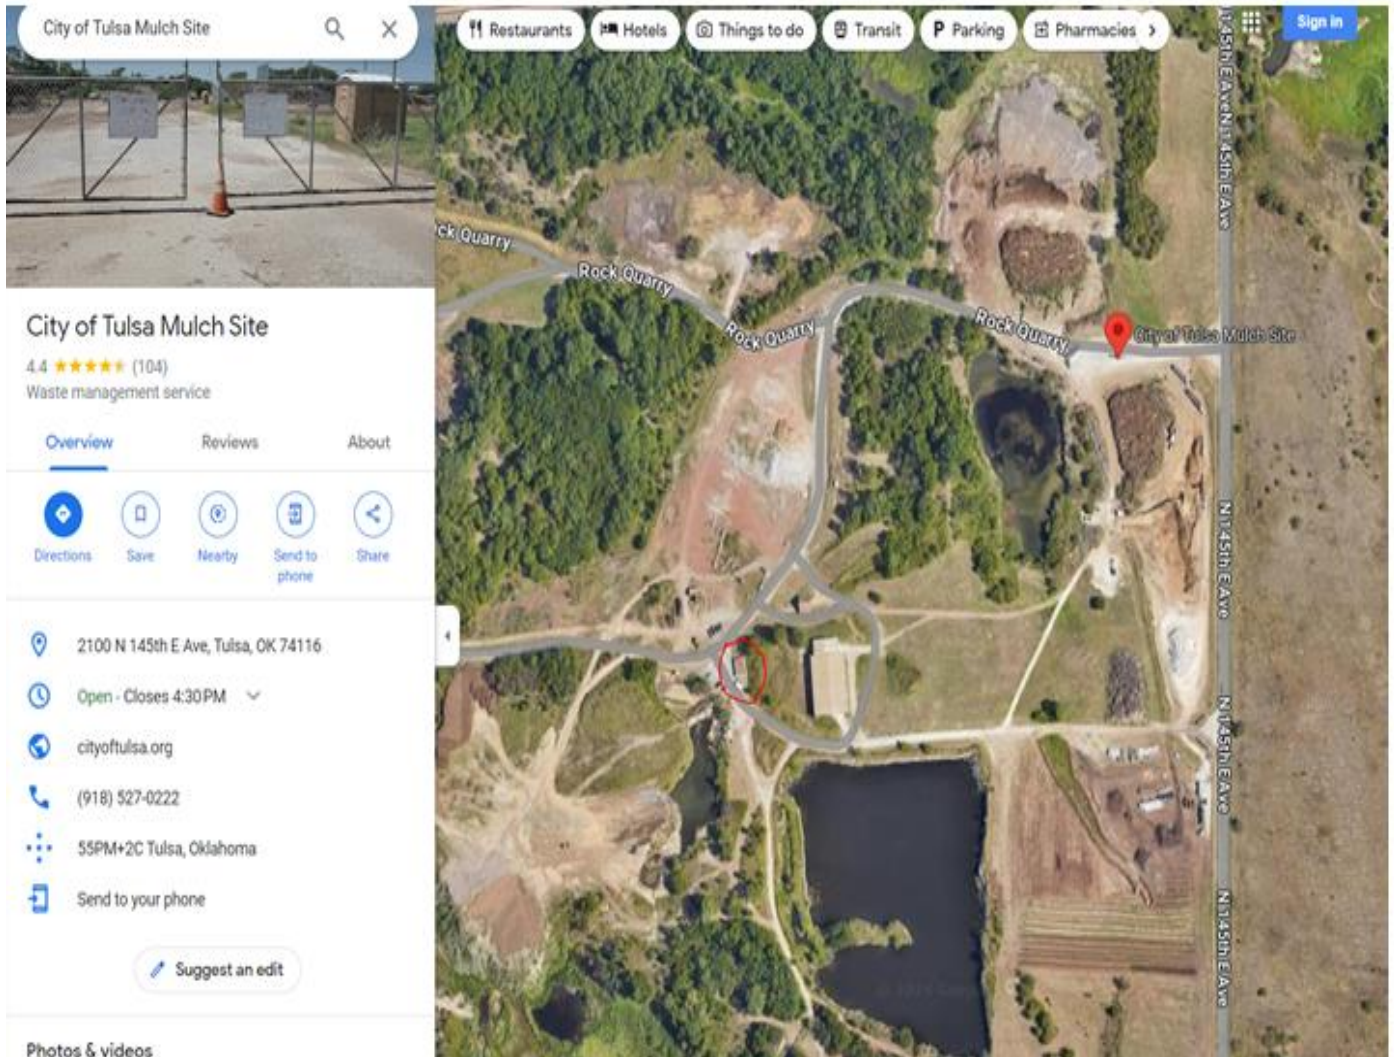 City of Tulsa Mulch Site
Restaurants
Hotels
Things to do
Transit
Parking
Pharmacies
Sign in
City of Tulsa Mulch Site
4.4 (104)
Waste management service
Overview
Reviews
About
Directions
Save
Nearby
Send to
phone
Share
2100 N 145th E Ave, Tulsa, OK 74116
Open · Closes 4:30 PM
cityoftulsa.org
(918) 527-0222
55PM+2C Tulsa, Oklahoma
Send to your phone
Suggest an edit
Photos & videos
ck Quarry
Rock Quarry
Rock Quarry
Rock Quarry
City of Tulsa Mulch Site
N 145th E Ave
N 145th E Ave
N 145th E Ave
N 145th E Ave